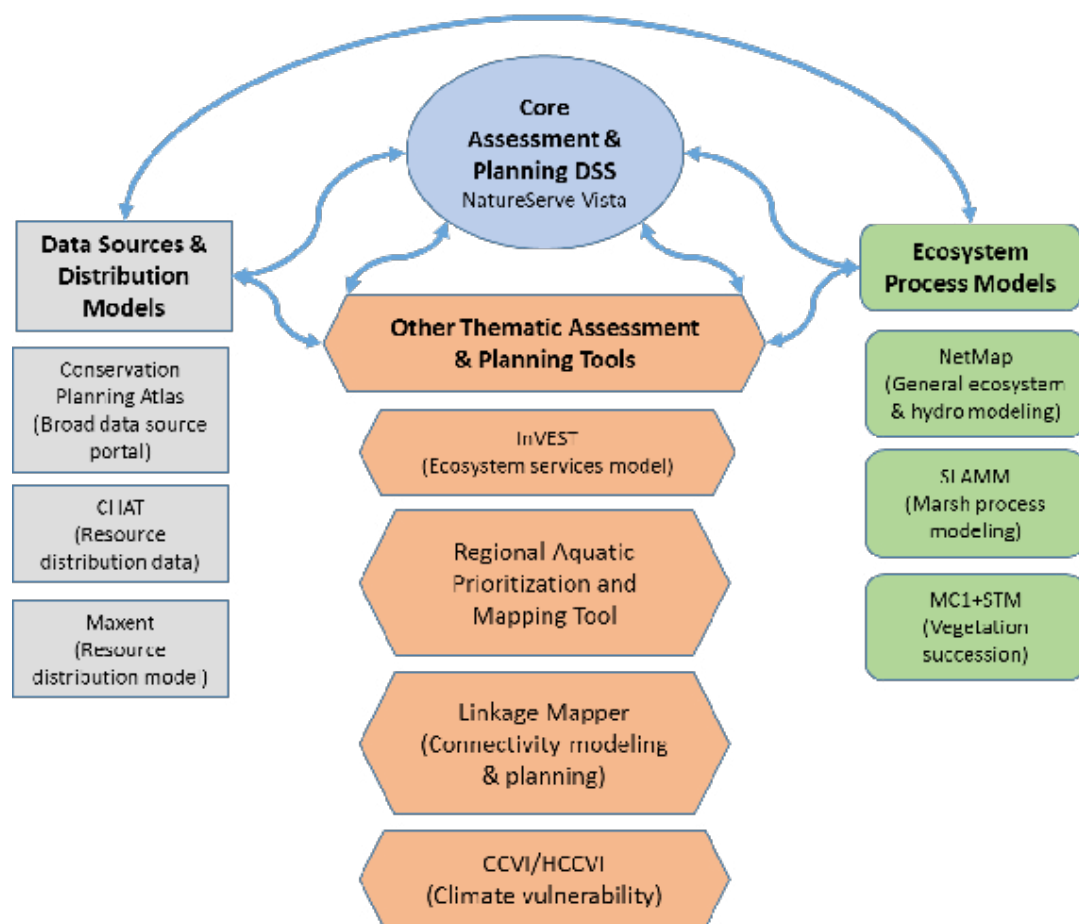 Core
Assessment &
Planning DSS
NatureServe Vista
Data Sources &
Distribution
Models
Conservation
Planning Atlas
(Broad data source
portal)
CHAT
(Resource
distribution data)
Maxent
(Resource
distribution model)
Other Thematic Assessment
& Planning Tools
InVEST
(Ecosystem services model)
Regional Aquatic
Prioritization and
Mapping Tool
Linkage Mapper
(Connectivity modeling
& planning)
CCVI/HCCVI
(Climate vulnerability)
Ecosystem
Process Models
NetMap
(General ecosystem
& hydro modeling)
SLAMM
(Marsh process
modeling)
MC1+STM
(Vegetation
succession)